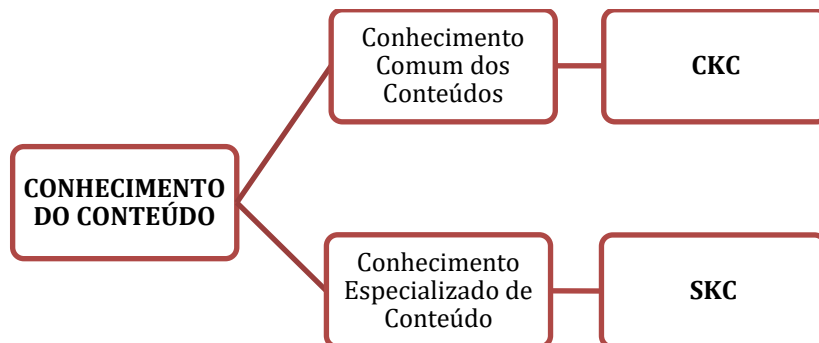 Conhecimento
Comum dos
Conteúdos
CKC
CONHECIMENTO
DO CONTEÚDO
Conhecimento
Especializado de
Conteúdo
SKC